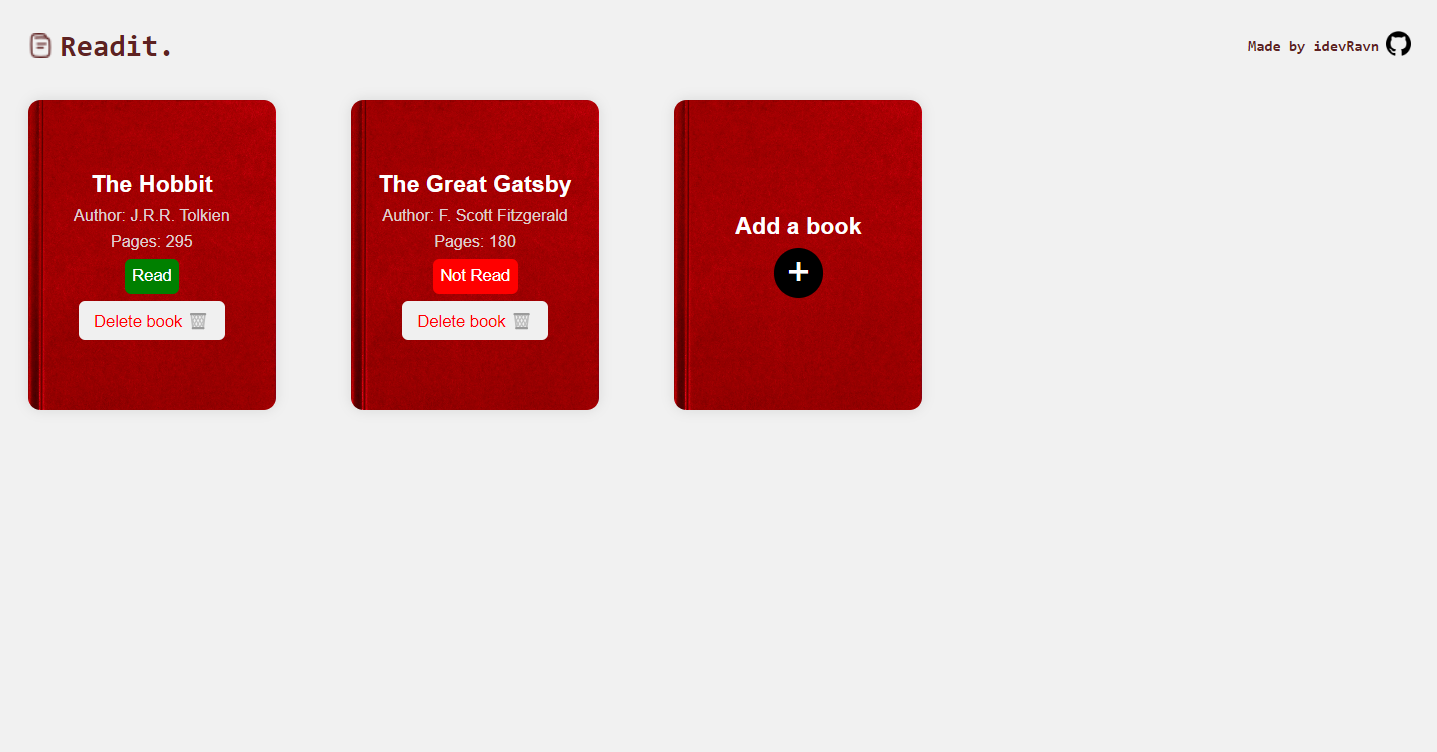 Readit.
Made by idevRavn
The Hobbit
Author: J.R.R. Tolkien
Pages: 295
Read
Delete book 🗑️
The Great Gatsby
Author: F. Scott Fitzgerald
Pages: 180
Not Read
Delete book 🗑️
Add a book
+